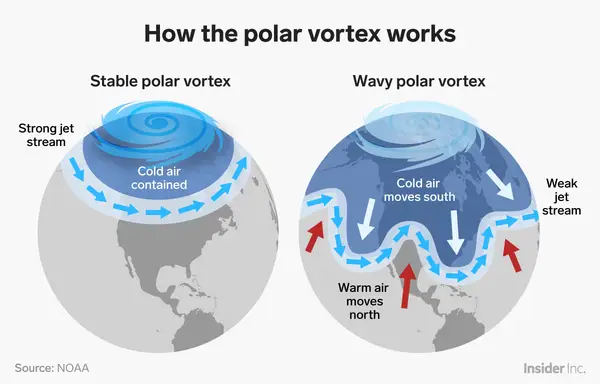 How the polar vortex works
Stable polar vortex
Wavy polar vortex
Strong jet
stream
Cold air
contained
Cold air
moves south
Weak
jet
stream
Warm air
moves
north
Source: NOAA
Insider Inc.